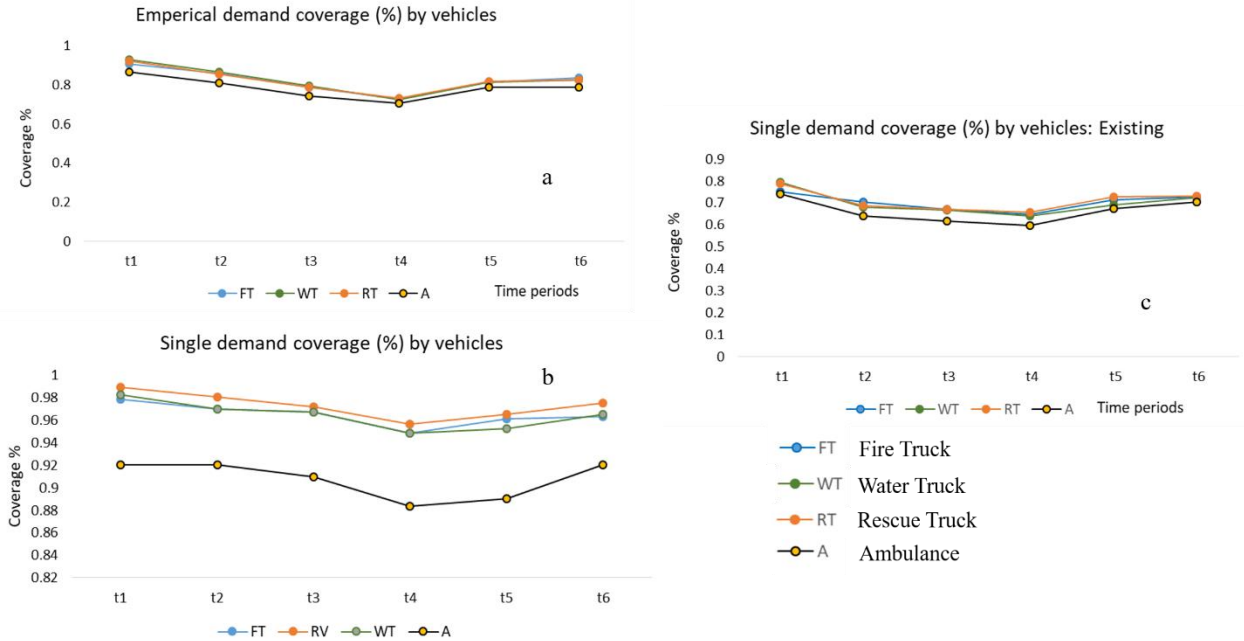 Emperical demand coverage (%) by vehicles
Coverage %
1
0.8
0.6
0.4
0.2
0
a
t1 t2 t3 t4 t5 t6
FT WT RT A Time periods
Single demand coverage (%) by vehicles
Coverage %
1
0.98
0.96
0.94
0.92
0.9
0.88
0.86
0.84
0.82
b
t1 t2 t3 t4 t5 t6
FT RV WT A
Single demand coverage (%) by vehicles: Existing
Coverage %
0.9
0.8
0.7
0.6
0.5
0.4
0.3
0.2
0.1
0
c
t1 t2 t3 t4 t5 t6
FT WT RT A Time periods
FT Fire Truck
WT Water Truck
RT Rescue Truck
A Ambulance